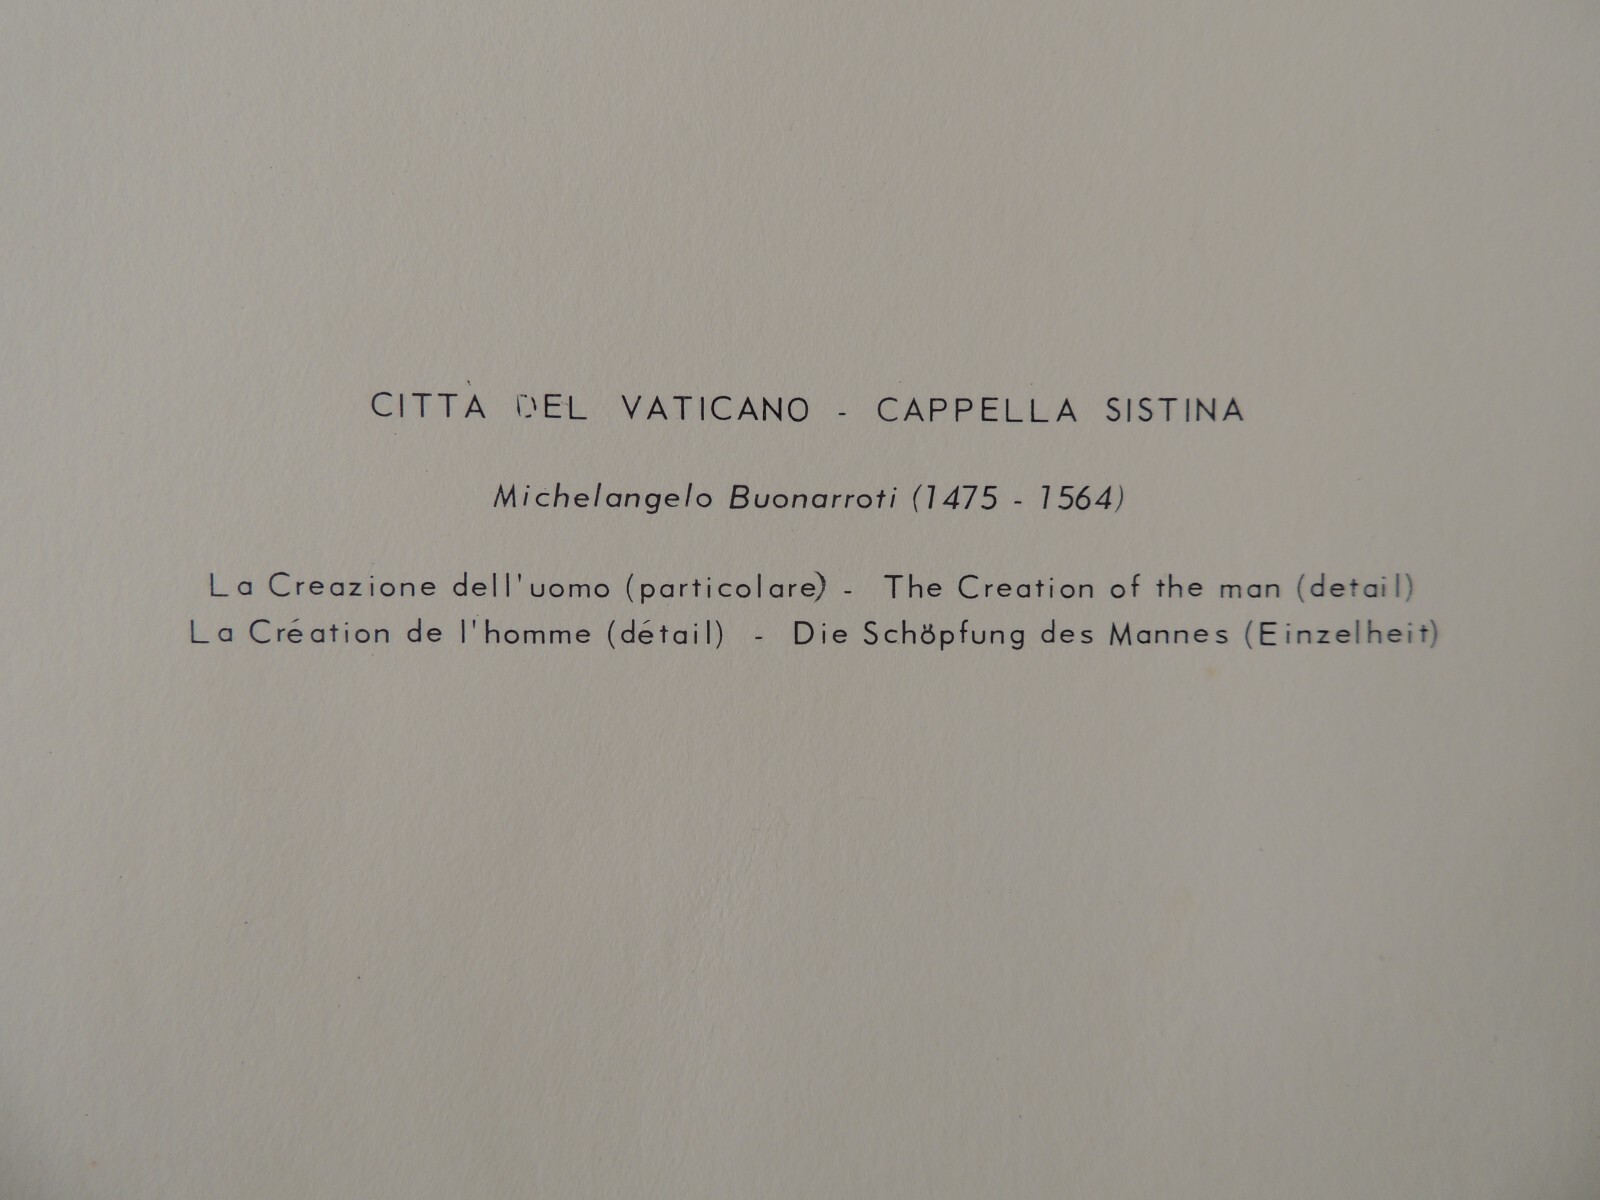 CITTÀ DEL VATICANO - CAPPELLA SISTINA
Michelangelo Buonarroti (1475 - 1564)
La Creazione dell'uomo (particolare) - The Creation of the man (detail)
La Création de l'homme (détail) - Die Schöpfung des Mannes (Einzelheit)